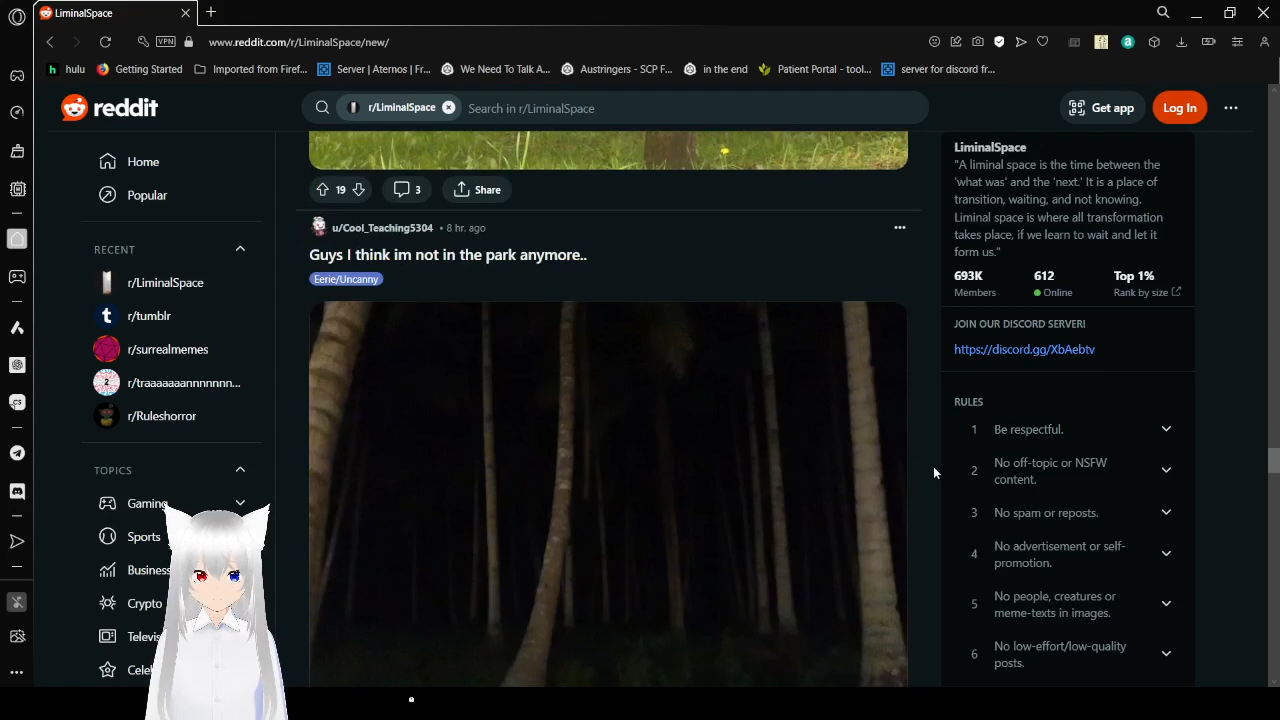 LiminalSpace
www.reddit.com/r/LiminalSpace/new/
VPN
hulu
Getting Started
Imported from Firef...
Server | Aternos | Fr...
We Need To Talk A...
Austringers - SCP F...
in the end
Patient Portal - tool...
server for discord fr...
reddit
r/LiminalSpace
Search in r/LiminalSpace
Get app
Log In
Home
Popular
RECENT
r/LiminalSpace
r/tumblr
r/surrealmemes
r/traaaaaaannnnnnn...
r/Ruleshorror
TOPICS
Gaming
Sports
Business
Crypto
19
3
Share
u/Cool_Teaching5304 • 8 hr. ago
Guys I think im not in the park anymore..
Eerie/Uncanny
LiminalSpace
"A liminal space is the time between the
'what was' and the 'next.' It is a place of
transition, waiting, and not knowing.
Liminal space is where all transformation
takes place, if we learn to wait and let it
form us."
693K
Members
612
Online
Top 1%
Rank by size
JOIN OUR DISCORD SERVER!
https://discord.gg/XbAebtv
RULES
1 Be respectful.
2 No off-topic or NSFW
content.
3 No spam or reposts.
4 No advertisement or self-
promotion.
5 No people, creatures or
meme-texts in images.
6 No low-effort/low-quality
posts.